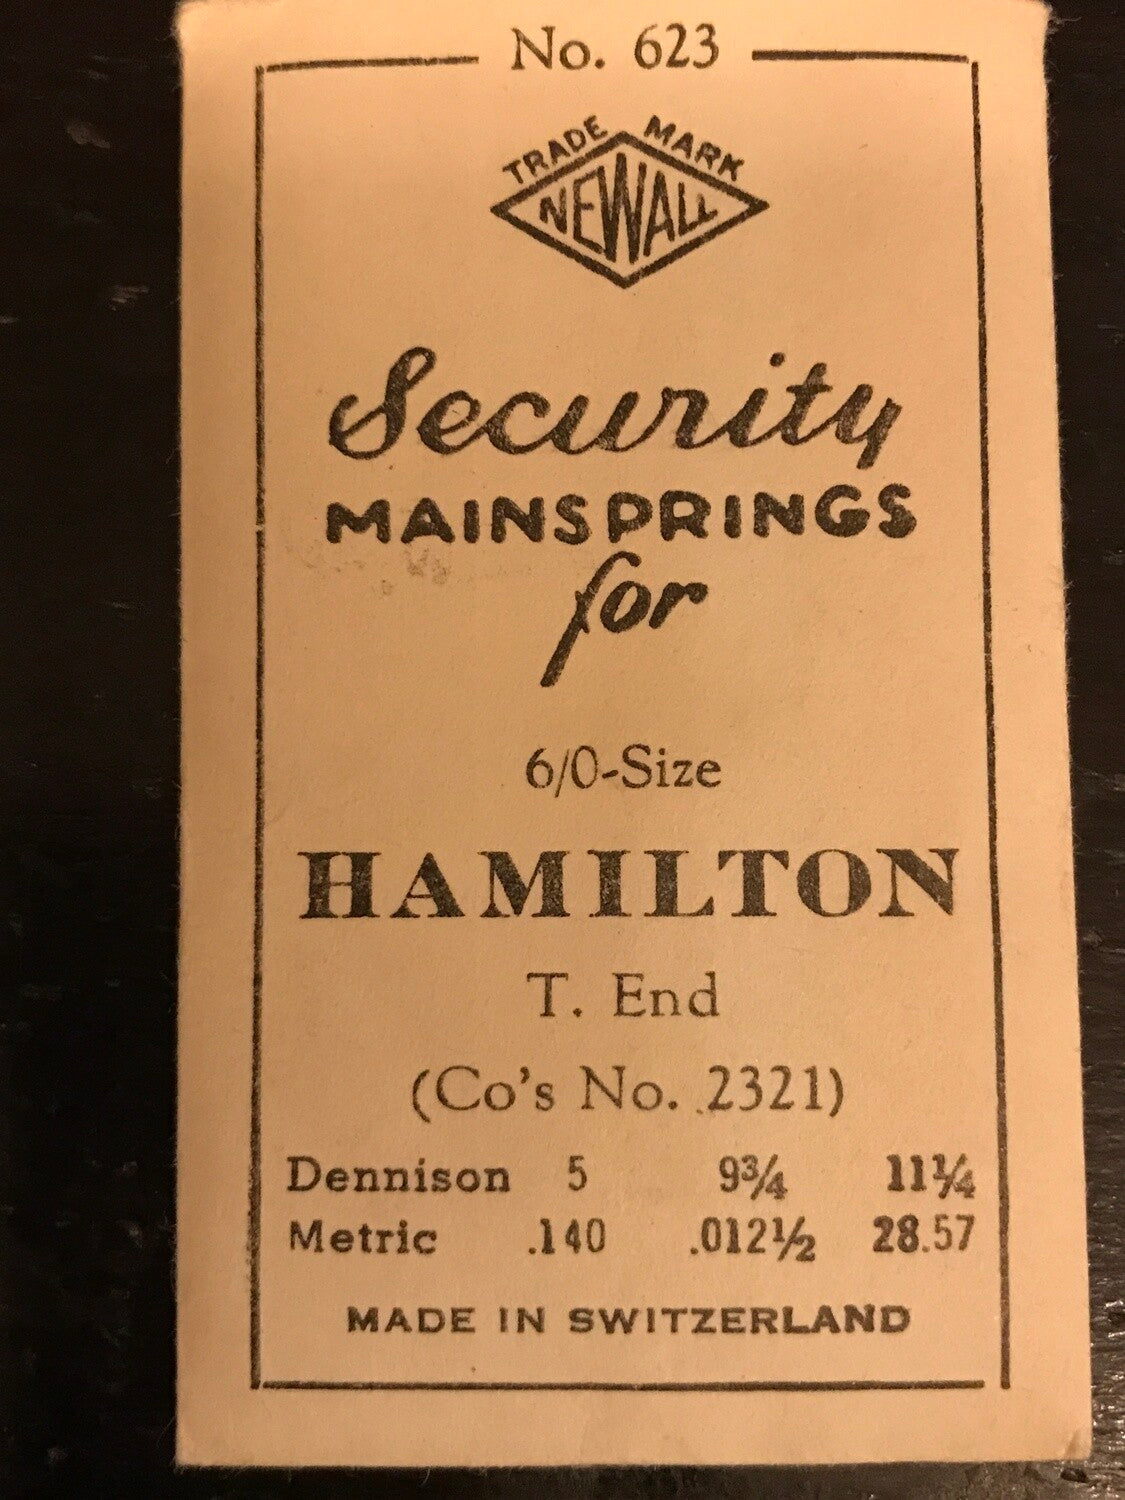 No. 623
TRADE MARK
NEWALL
Security
MAINSPRINGS
for
6/0-Size
HAMILTON
T. End
(Co's No. 2321)
Dennison 5 9¾ 11¼
Metric .140 .012½ 28.57
MADE IN SWITZERLAND